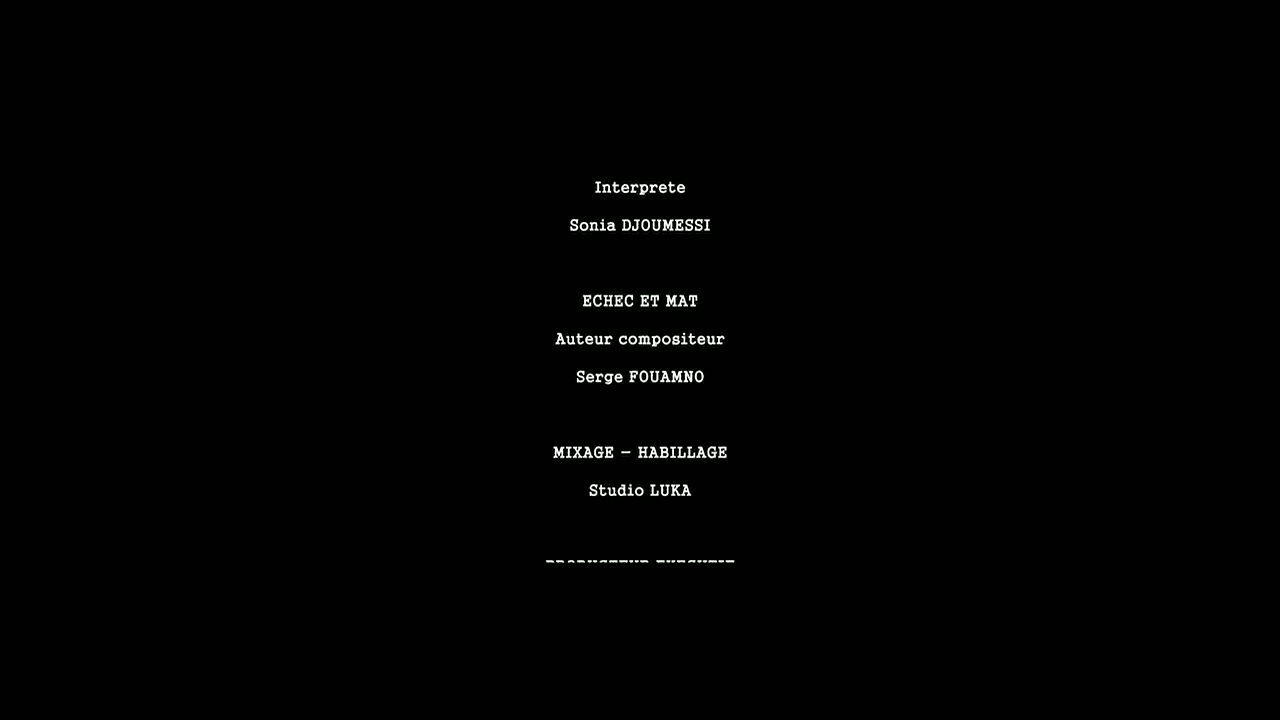 Interprete
Sonia DJOUMESSI
ECHEC ET MAT
Auteur compositeur
Serge FOUAMNO
MIXAGE - HABILLAGE
Studio LUKA